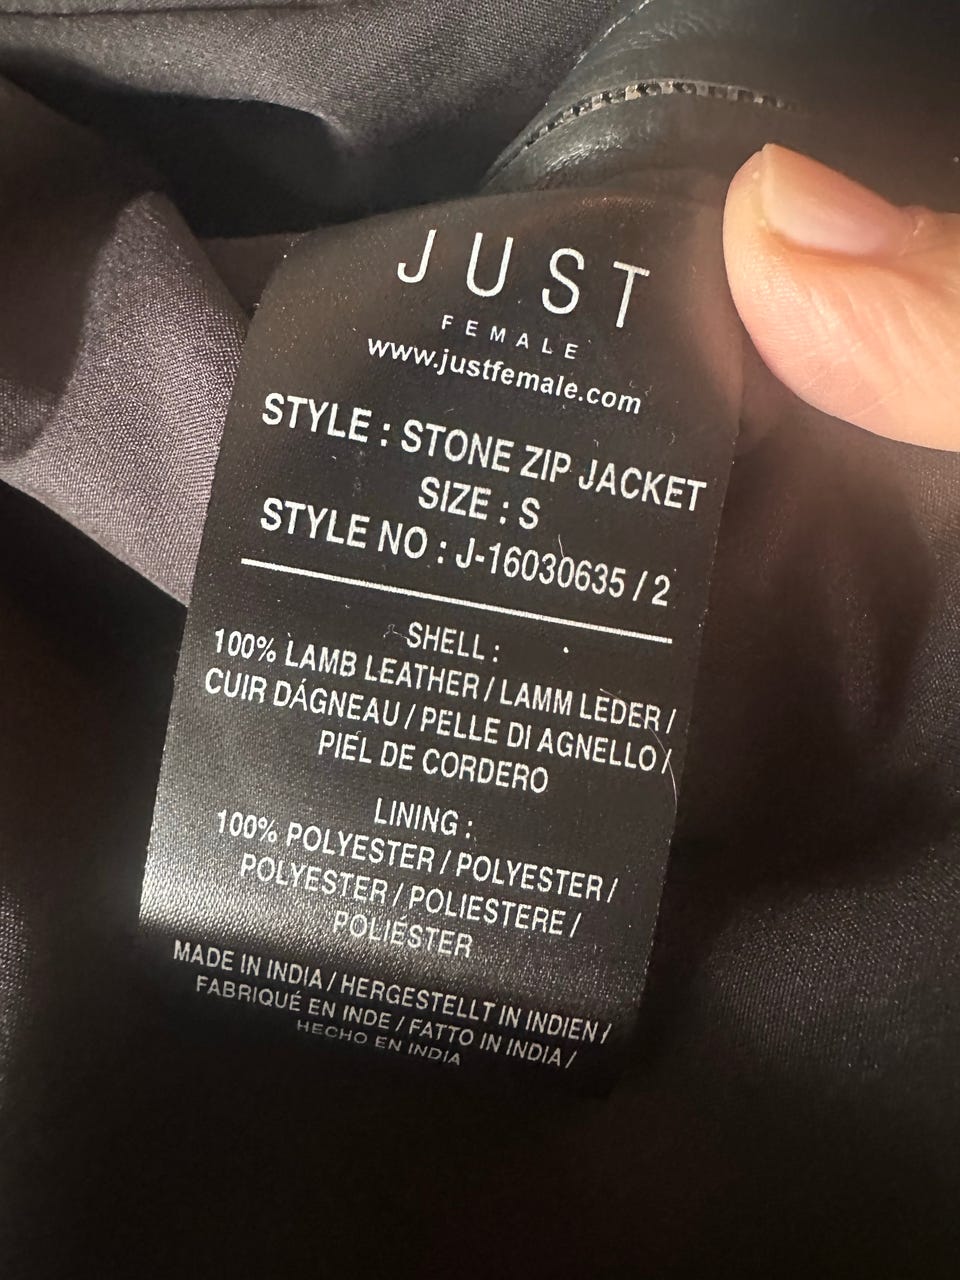 JUST
FEMALE
www.justfemale.com
STYLE : STONE ZIP JACKET
SIZE : S
STYLE NO : J-16030635 / 2
SHELL :
100% LAMB LEATHER / LAMM LEDER /
CUIR DÁGNEAU / PELLE DI AGNELLO /
PIEL DE CORDERO
LINING :
100% POLYESTER / POLYESTER /
POLYESTER / POLIESTERE /
POLIÉSTER
MADE IN INDIA / HERGESTELLT IN INDIEN /
FABRIQUÉ EN INDE / FATTO IN INDIA /
HECHO EN INDIA